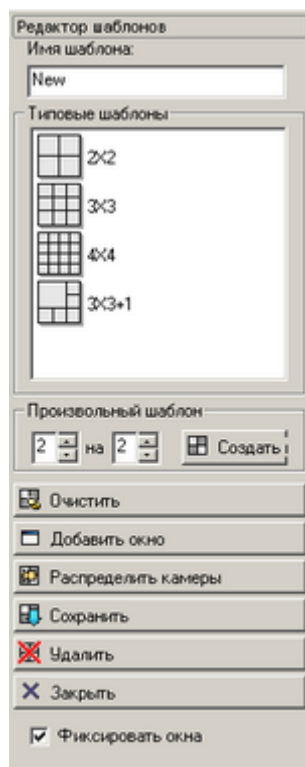 Редактор шаблонов
Имя шаблона:
New
Типовые шаблоны
2X2
3X3
4X4
3X3+1
Произвольный шаблон
2 на 2 Создать
Очистить
Добавить окно
Распределить камеры
Сохранить
Удалить
Закрыть
Фиксировать окна